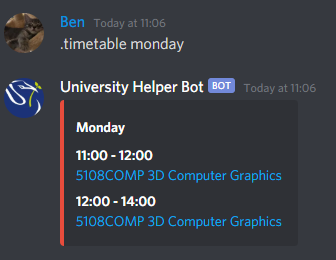 Ben Today at 11:06
.timetable monday
University Helper Bot BOT Today at 11:06
Monday
11:00 - 12:00
5108COMP 3D Computer Graphics
12:00 - 14:00
5108COMP 3D Computer Graphics